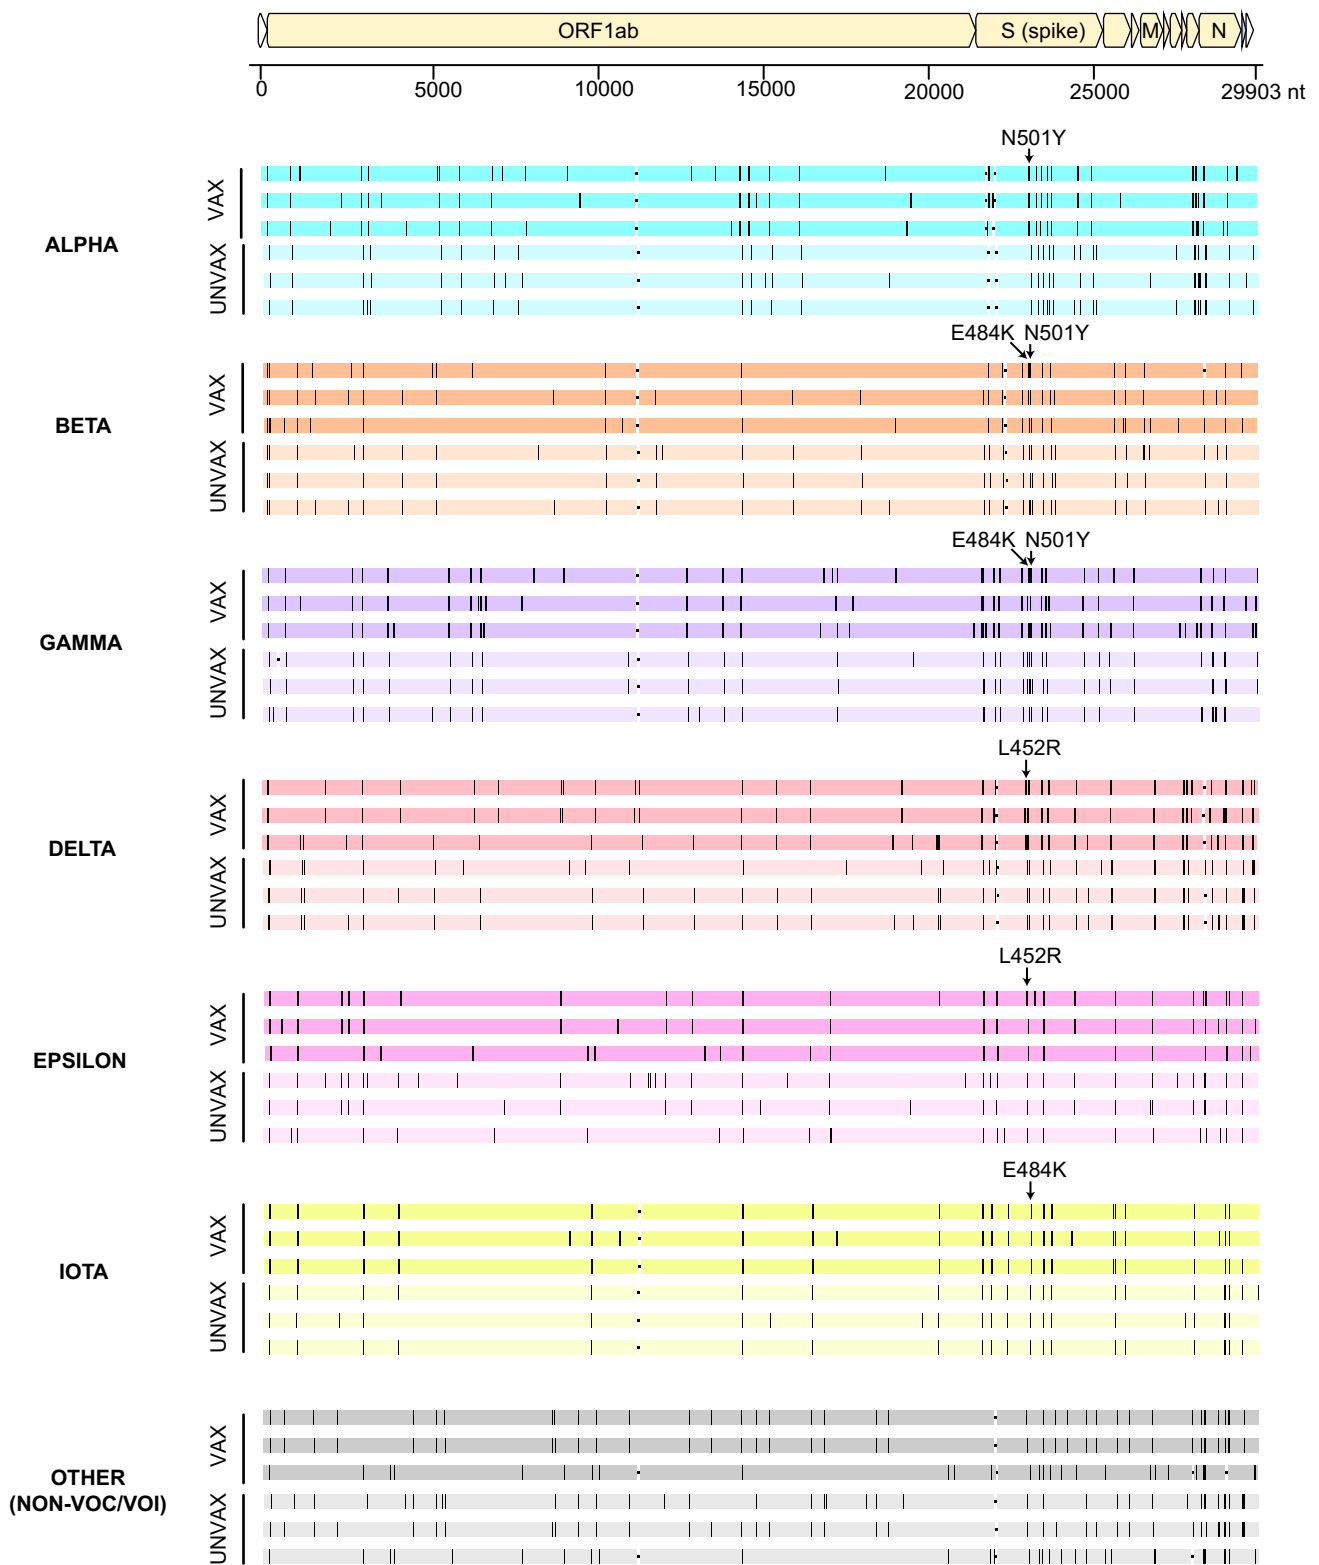 ORF1ab S (spike) M N
0 5000 10000 15000 20000 25000 29903 nt
N501Y
ALPHA
VAX
UNVAX
E484K N501Y
BETA
VAX
UNVAX
E484K N501Y
GAMMA
VAX
UNVAX
L452R
DELTA
VAX
UNVAX
L452R
EPSILON
VAX
UNVAX
E484K
IOTA
VAX
UNVAX
OTHER
(NON-VOC/VOI)
VAX
UNVAX